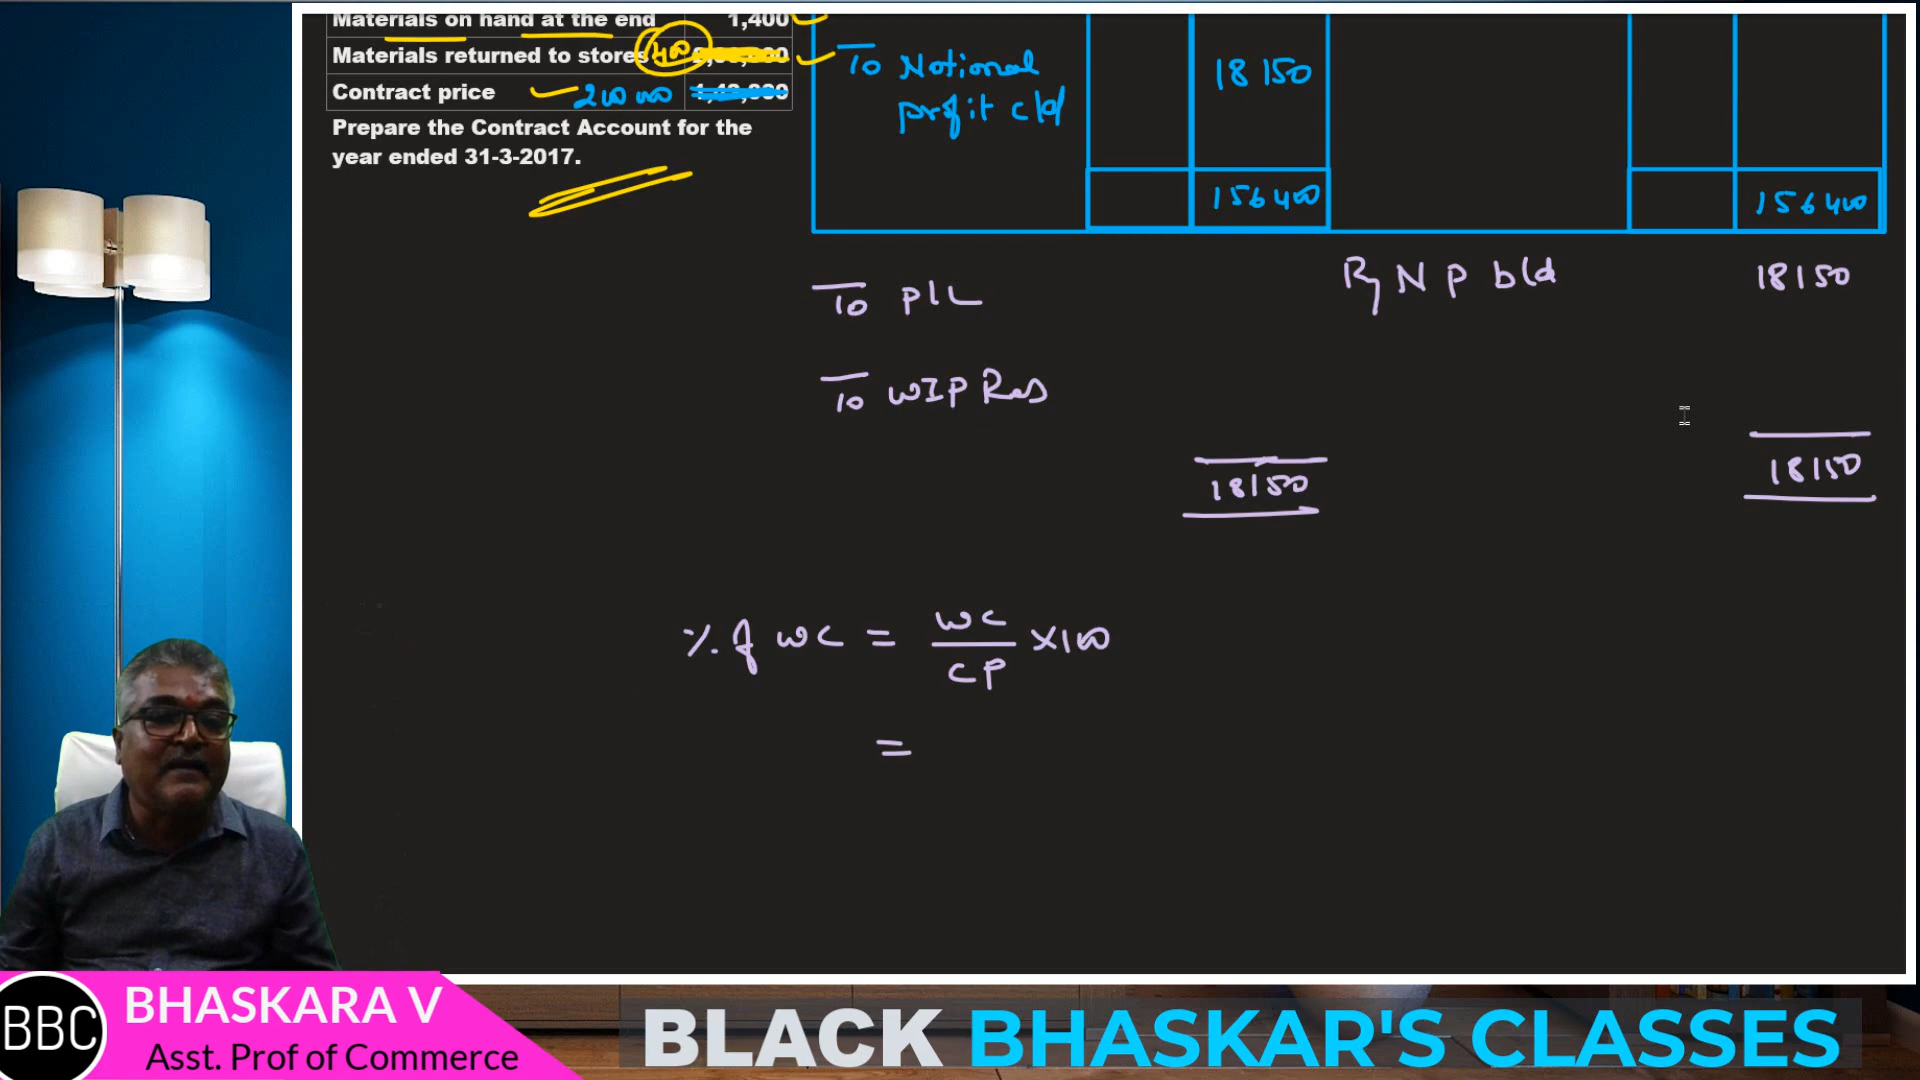 Materials on hand at the end 1,400
Materials returned to stores 400
Contract price 200000
Prepare the Contract Account for the
year ended 31-3-2017.
To Notional 18150
profit c/d
156400 156400
To P/L By N P b/d 18150
To WIP Res
18150 18150
% of WC = WC/CP × 100
=
BBC
BHASKARA V
Asst. Prof of Commerce
BLACK BHASKAR'S CLASSES